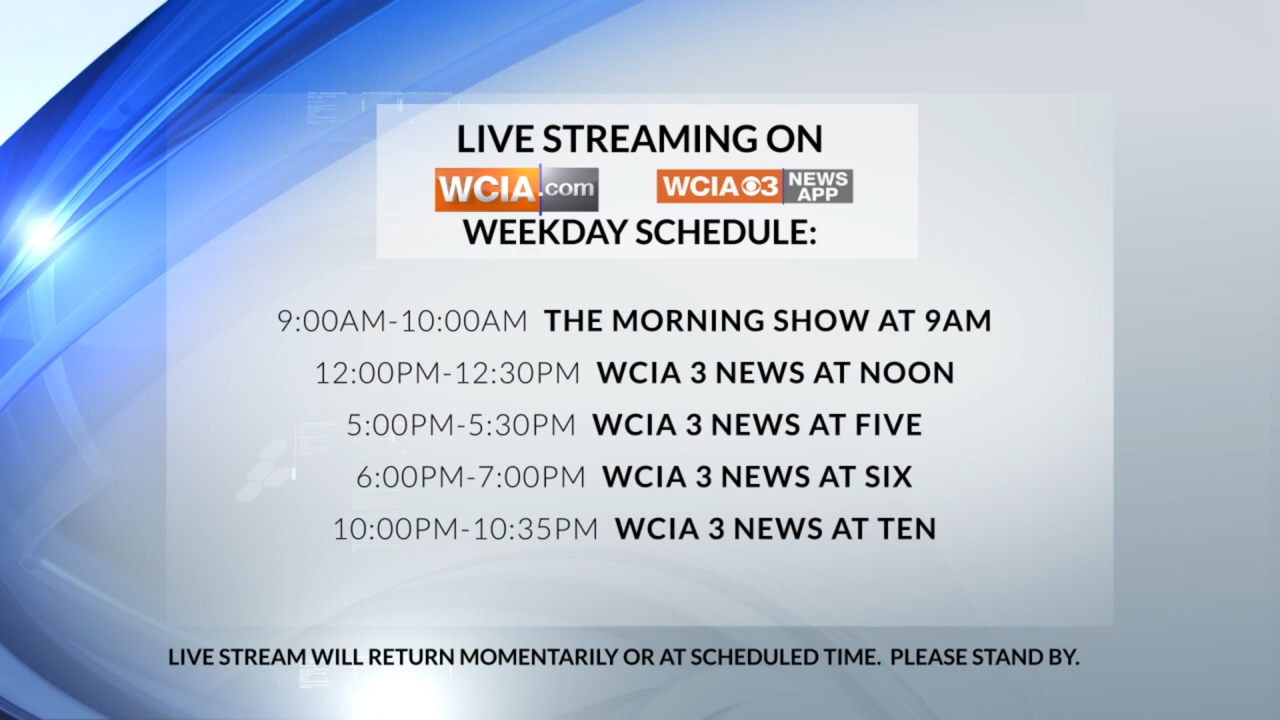 LIVE STREAMING ON
WCIA.com WCIA 3 NEWS APP
WEEKDAY SCHEDULE:
9:00AM-10:00AM THE MORNING SHOW AT 9AM
12:00PM-12:30PM WCIA 3 NEWS AT NOON
5:00PM-5:30PM WCIA 3 NEWS AT FIVE
6:00PM-7:00PM WCIA 3 NEWS AT SIX
10:00PM-10:35PM WCIA 3 NEWS AT TEN
LIVE STREAM WILL RETURN MOMENTARILY OR AT SCHEDULED TIME. PLEASE STAND BY.